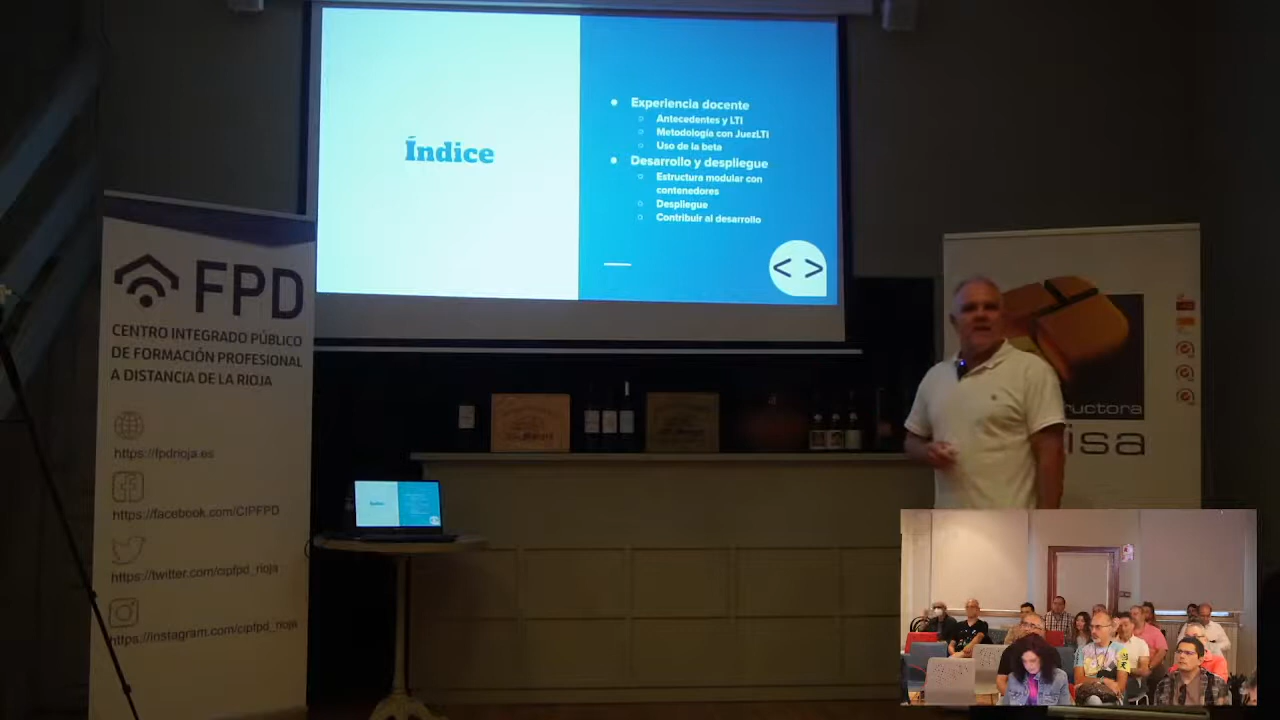 Índice
Experiencia docente
Antecedentes y LTI
Metodología con JuezLTI
Uso de la beta
Desarrollo y despliegue
Estructura modular con
contenedores
Despliegue
Contribuir al desarrollo
< >
FPD
CENTRO INTEGRADO PÚBLICO
DE FORMACIÓN PROFESIONAL
A DISTANCIA DE LA RIOJA
https://fpdrioja.es
https://facebook.com/CIPFPD
https://twitter.com/cipfpd_rioja
https://instagram.com/cipfpd_rioja
uctora
isa